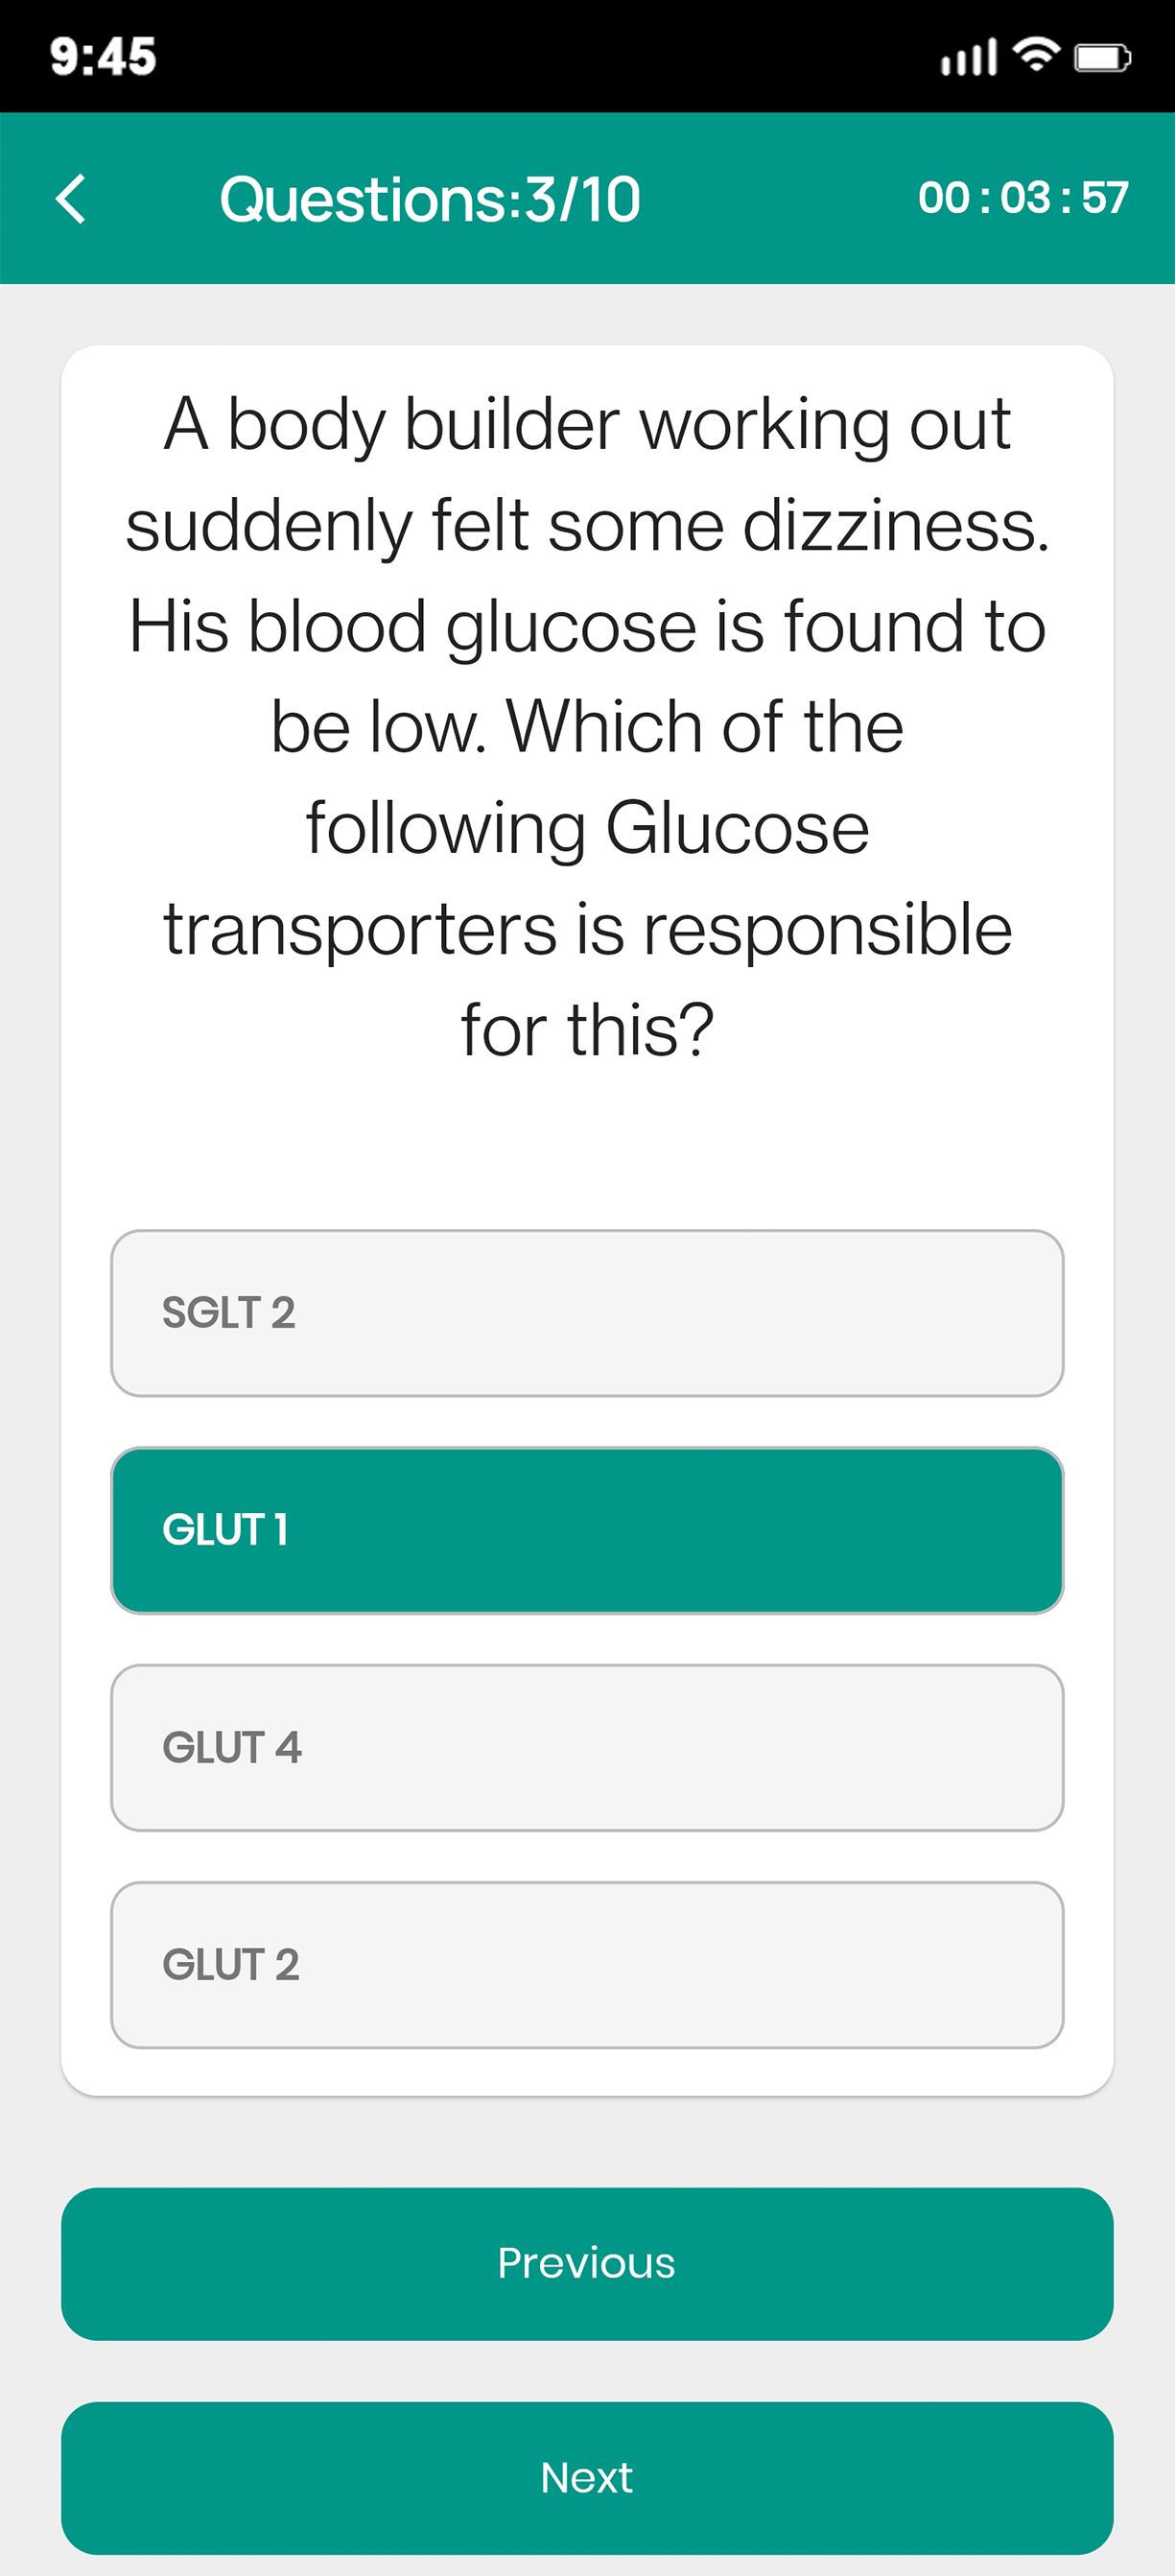 9:45
Questions:3/10
00 : 03 : 57
A body builder working out
suddenly felt some dizziness.
His blood glucose is found to
be low. Which of the
following Glucose
transporters is responsible
for this?
SGLT 2
GLUT 1
GLUT 4
GLUT 2
Previous
Next